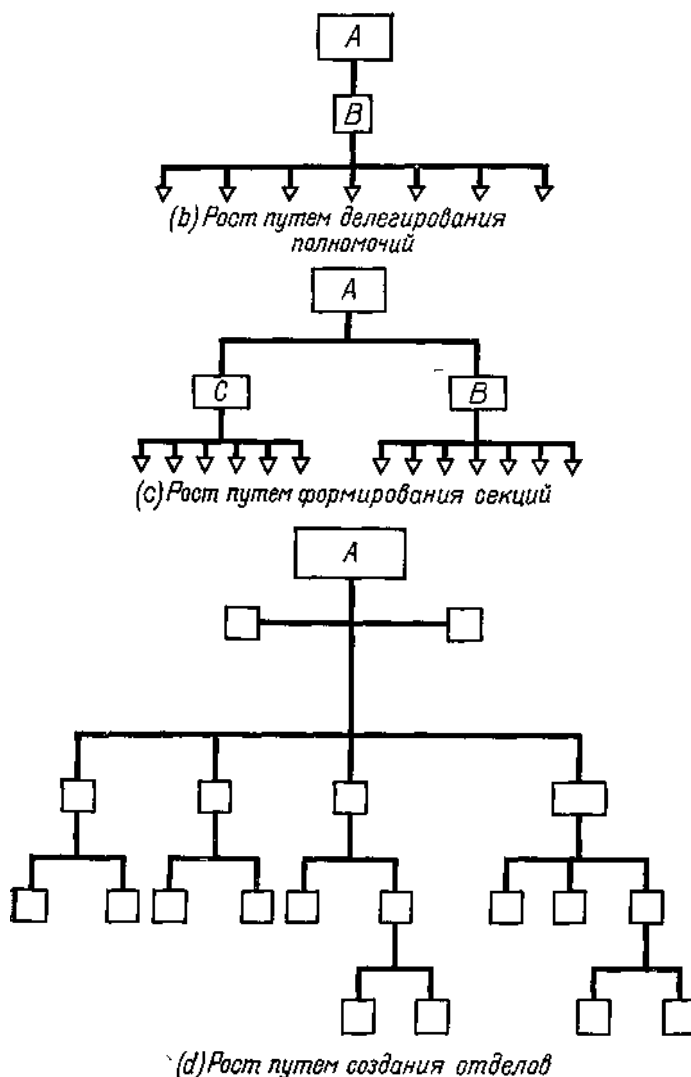 A
B
(b) Рост путем делегирования
полномочий
A
C B
(c) Рост путем формирования секций
A
(d) Рост путем создания отделов